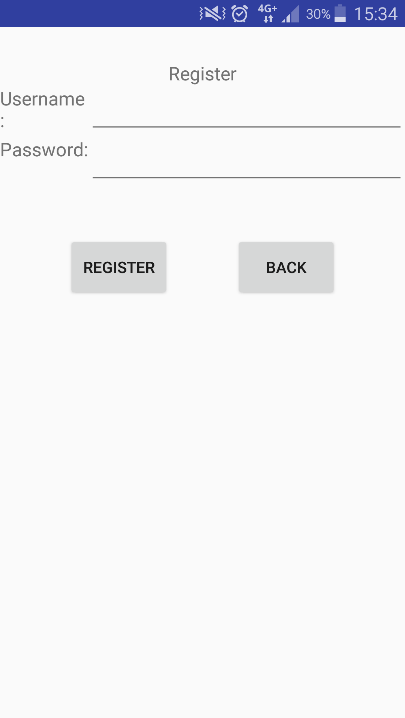 4G+ 30% 15:34
Register
Username
:
Password:
REGISTER BACK